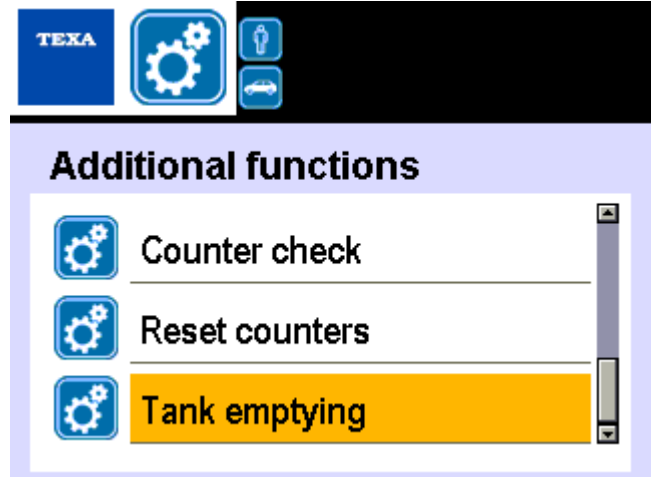 TEXA
Additional functions
Counter check
Reset counters
Tank emptying